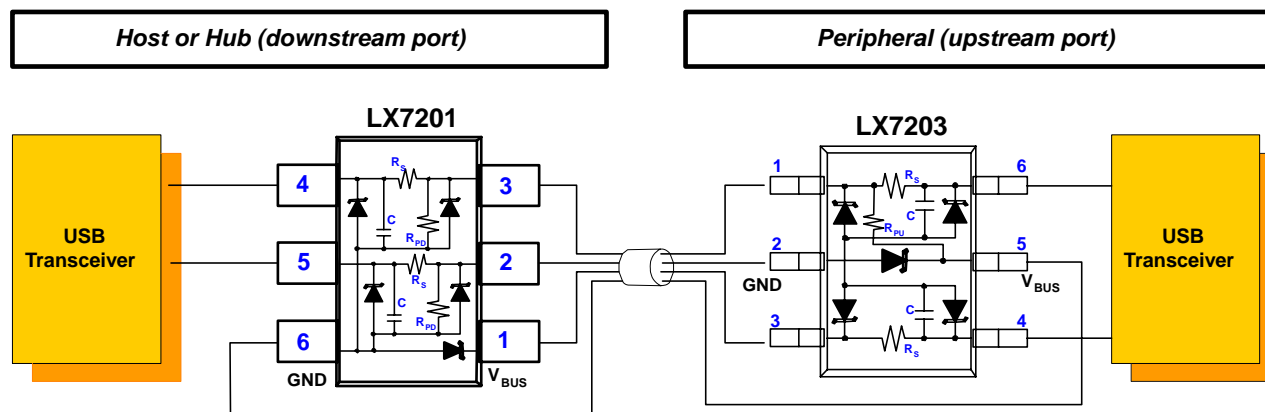 Host or Hub (downstream port)
Peripheral (upstream port)
LX7201
LX7203
USB
Transceiver
4
5
6
GND
RS
C
RPD
RS
C
RPD
3
2
1
VBUS
1
2
GND
3
RS
C
RPU
C
RS
6
5
VBUS
4
USB
Transceiver